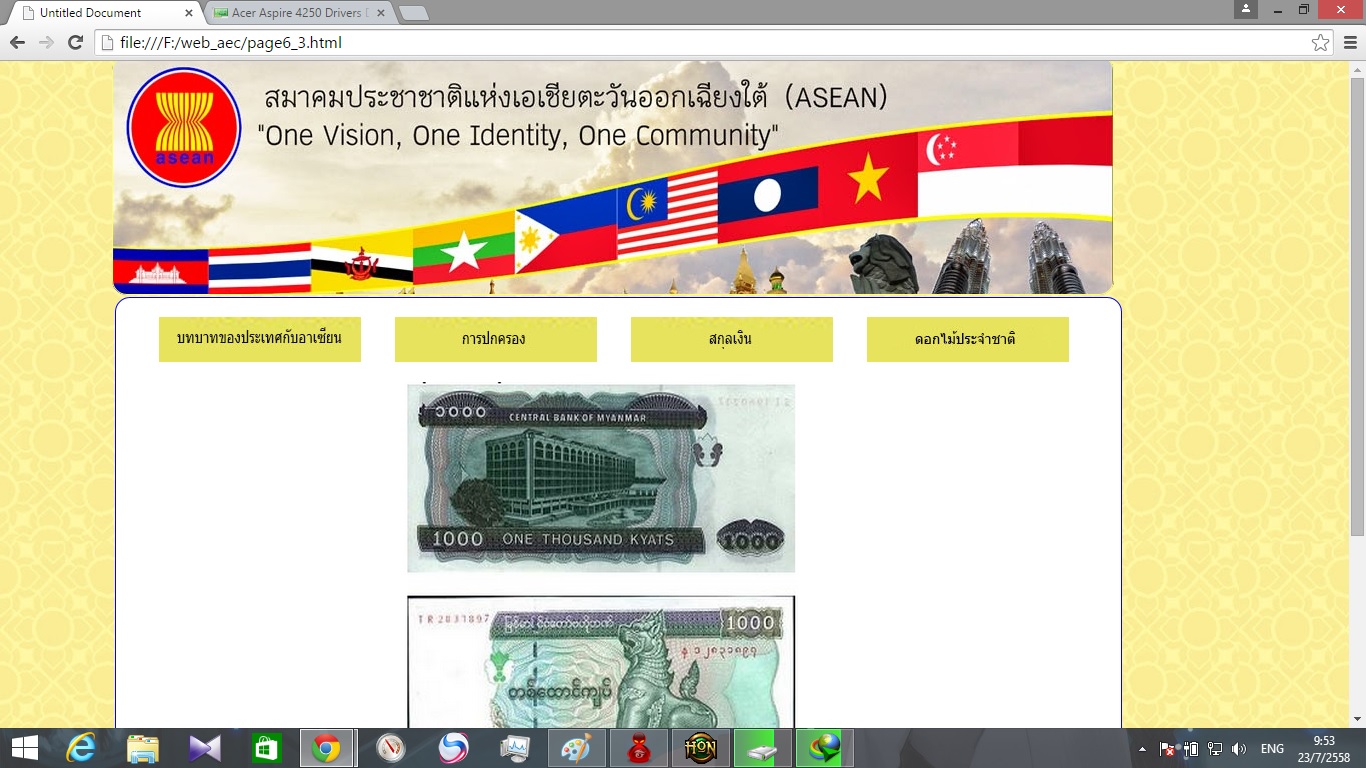 Untitled Document
Acer Aspire 4250 Drivers D
file:///F:/web_aec/page6_3.html
asean
สมาคมประชาชาติแห่งเอเชียตะวันออกเฉียงใต้ (ASEAN)
"One Vision, One Identity, One Community"
บทบาทของประเทศกับอาเซียน
การปกครอง
สกุลเงิน
ดอกไม้ประจำชาติ
၁၀၀၀ CENTRAL BANK OF MYANMAR
1000 ONE THOUSAND KYATS
1000
TR2831897
1000
တစ်ထောင်ကျပ်
HON
ENG
9:53
23/7/2558